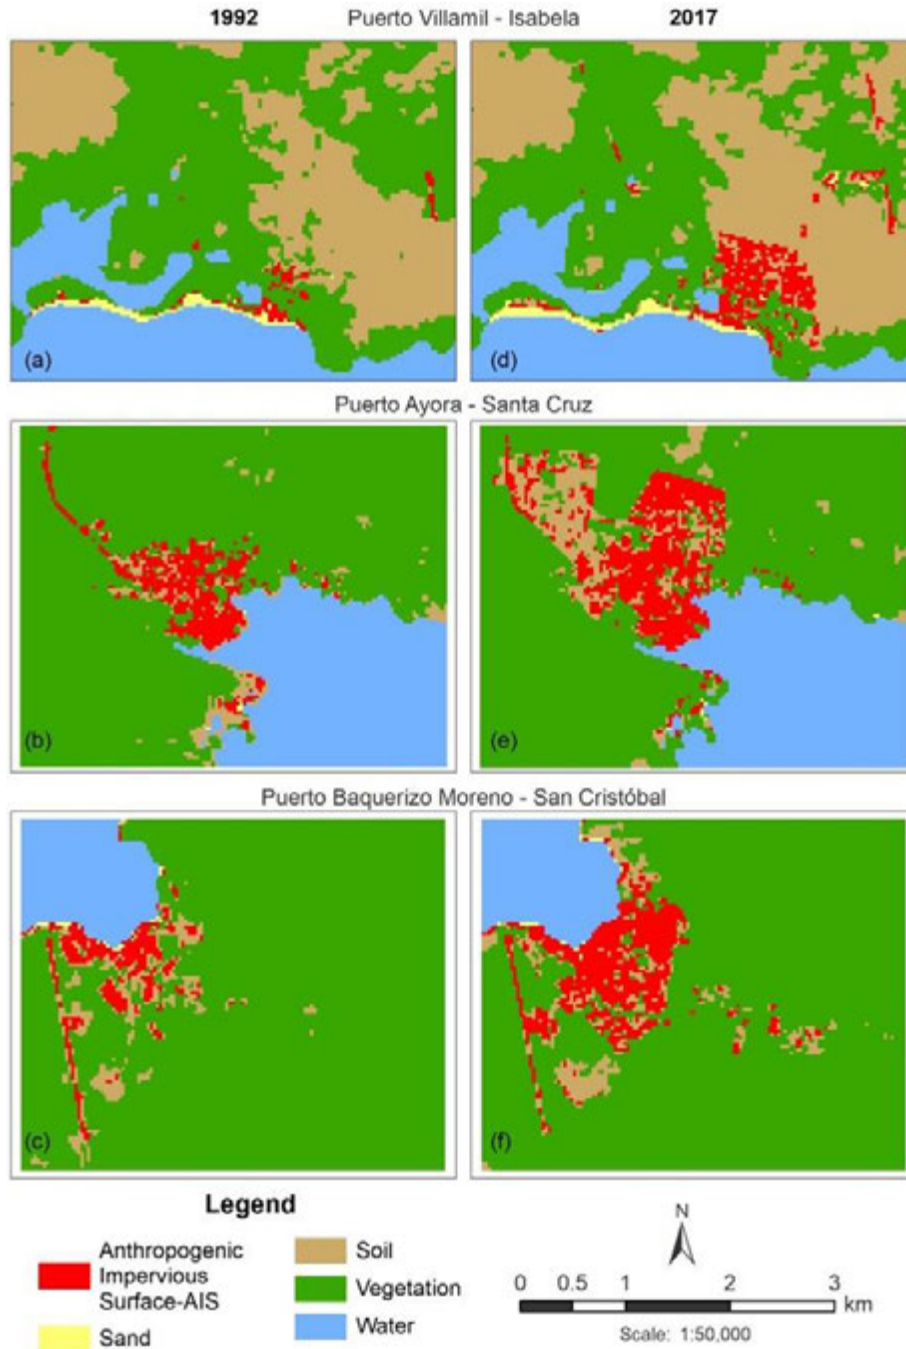 1992 Puerto Villamil - Isabela 2017
(a) (d)
Puerto Ayora - Santa Cruz
(b) (e)
Puerto Baquerizo Moreno - San Cristóbal
(c) (f)
Legend
Anthropogenic
Impervious
Surface-AIS
Sand
Soil
Vegetation
Water
N
0 0.5 1 2 3
km
Scale: 1:50,000